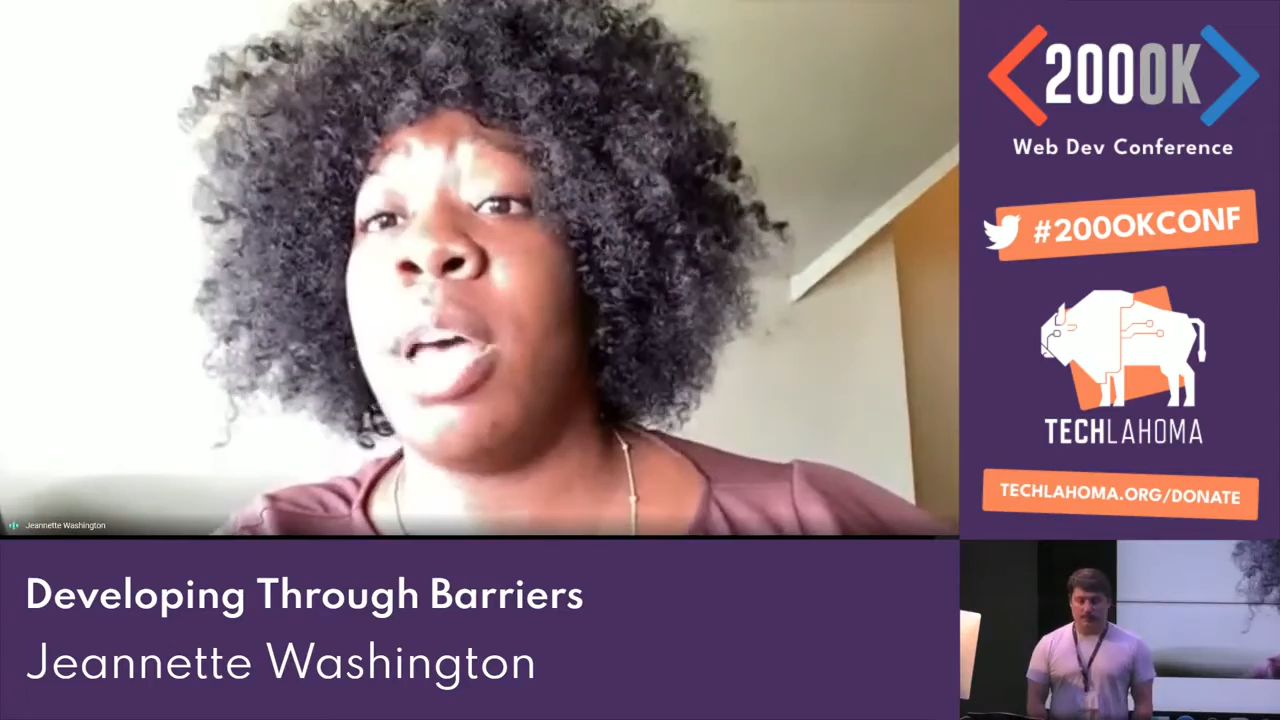 Jeannette Washington
Developing Through Barriers
Jeannette Washington
<200OK>
Web Dev Conference
#200OKCONF
TECHLAHOMA
TECHLAHOMA.ORG/DONATE